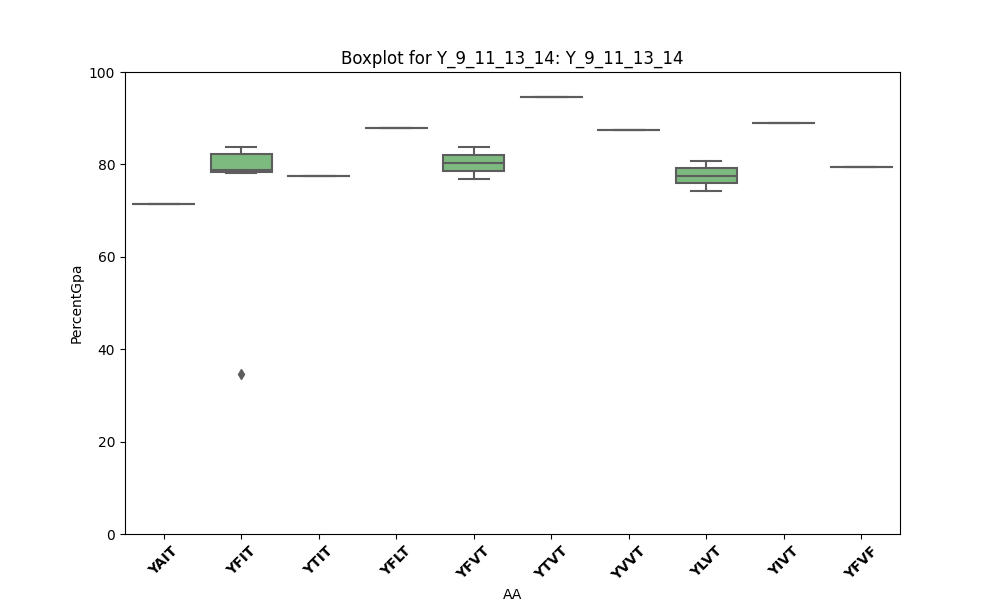 Boxplot for Y_9_11_13_14: Y_9_11_13_14
100
80
60
40
20
0
PercentGpa
YAIT YFIT YTIT YFLT YFVT YTVT YVVT YLVT YIVT YFVF
AA